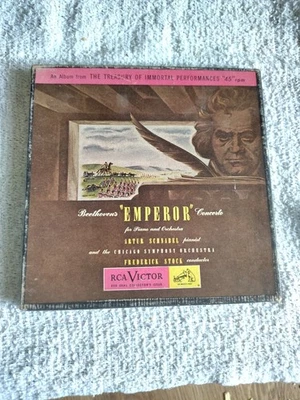 An Album from THE TREASURY OF IMMORTAL PERFORMANCES "45" rpm
Beethoven's "EMPEROR" Concerto
for Piano and Orchestra
ARTUR SCHNABEL pianist
and the CHICAGO SYMPHONY ORCHESTRA
FREDERICK STOCK conductor
RCA VICTOR